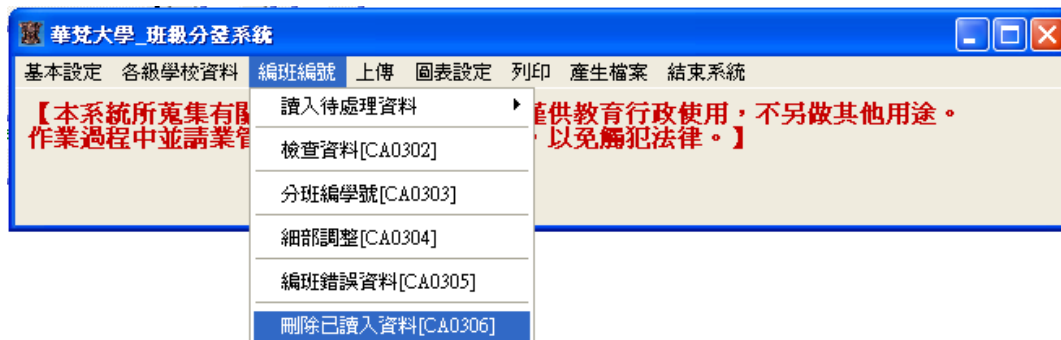 華梵大學_班級分發系統
基本設定 各級學校資料 編班編號 上傳 圖表設定 列印 產生檔案 結束系統
【本系統所蒐集有 僅供教育行政使用，不另做其他用途。
作業過程中並請業 ，以免觸犯法律。】
讀入待處理資料
檢查資料[CA0302]
分班編學號[CA0303]
細部調整[CA0304]
編班錯誤資料[CA0305]
刪除已讀入資料[CA0306]